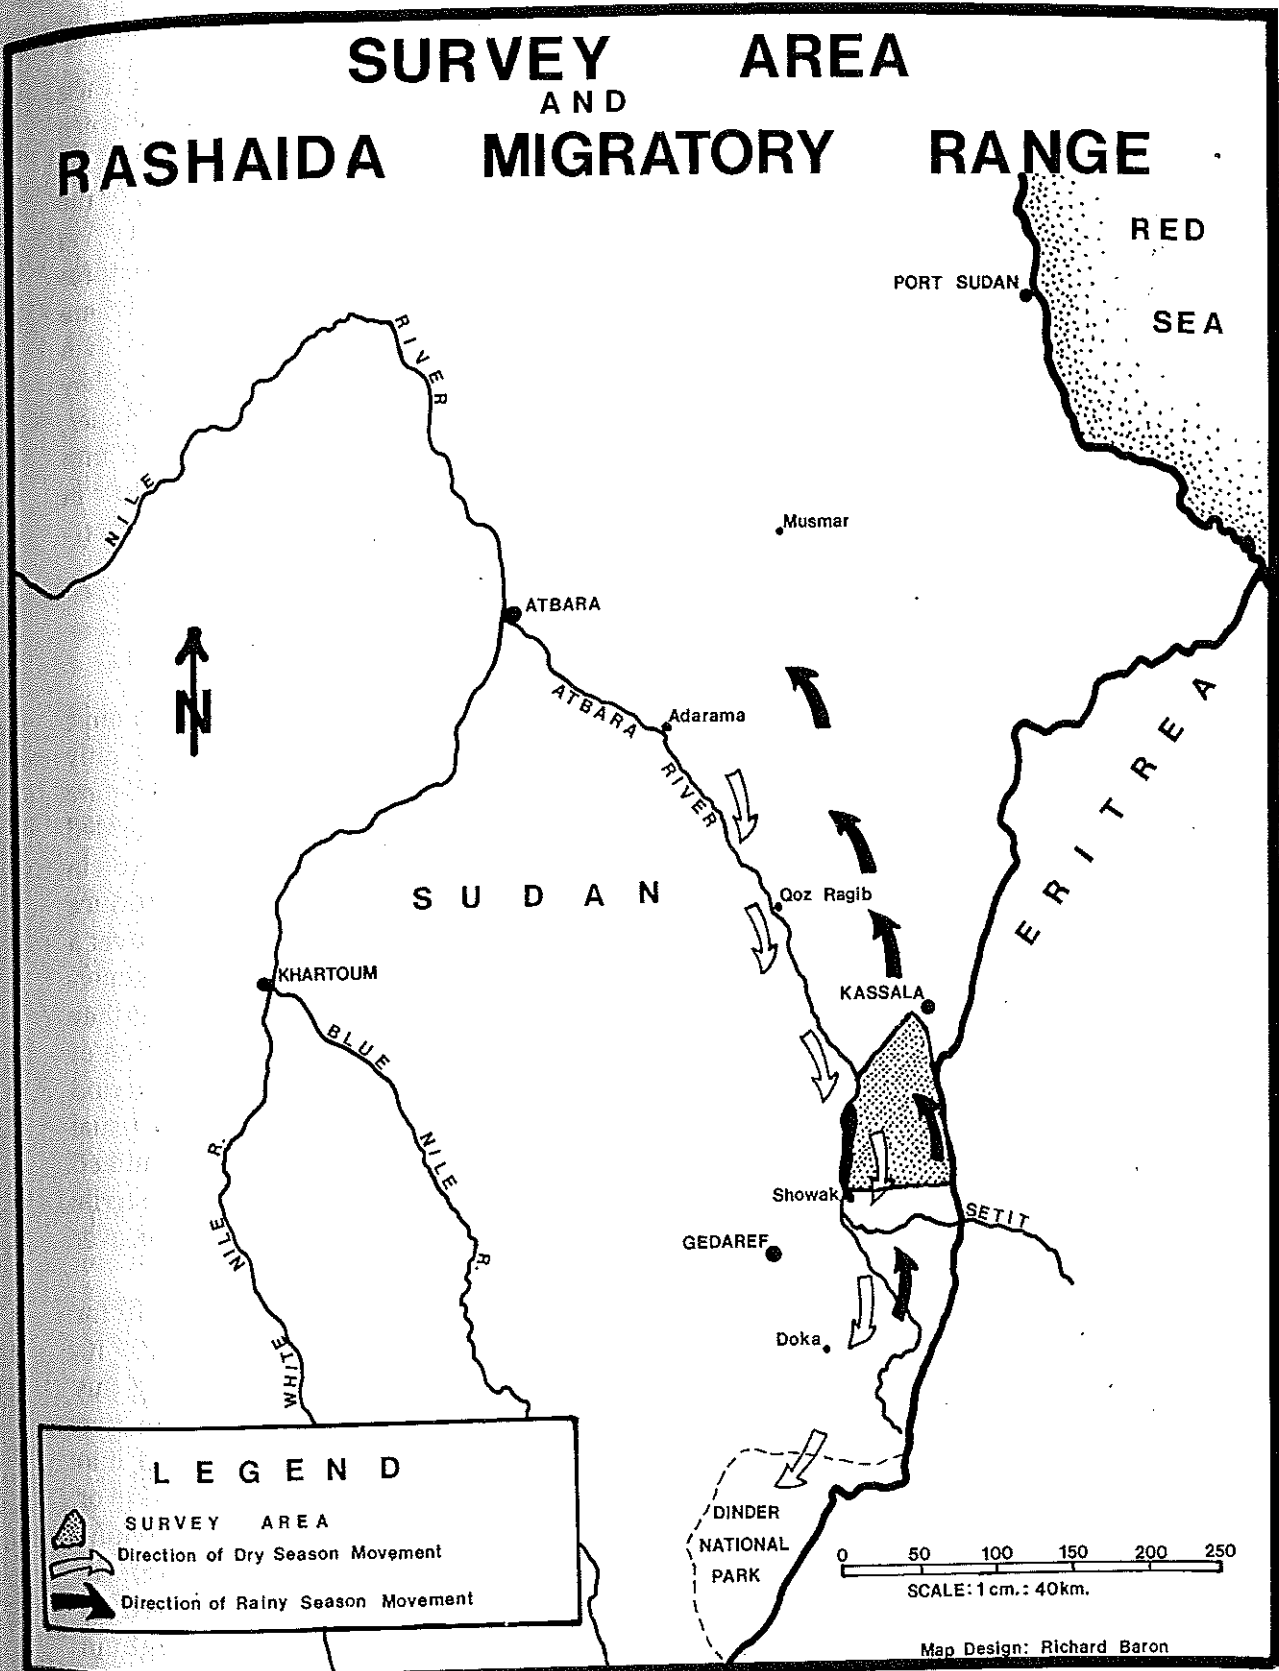 SURVEY AREA
AND
RASHAIDA MIGRATORY RANGE
RED
SEA
PORT SUDAN
RIVER
NILE
Musmar
ATBARA
N
ATBARA
RIVER
Adarama
ERITREA
SUDAN
Qoz Ragib
KHARTOUM
KASSALA
BLUE
NILE
R.
R.
NILE
WHITE
Showak
SETIT
GEDAREF
Doka
DINDER
NATIONAL
PARK
LEGEND
SURVEY AREA
Direction of Dry Season Movement
Direction of Rainy Season Movement
0 50 100 150 200 250
SCALE: 1 cm.: 40km.
Map Design: Richard Baron